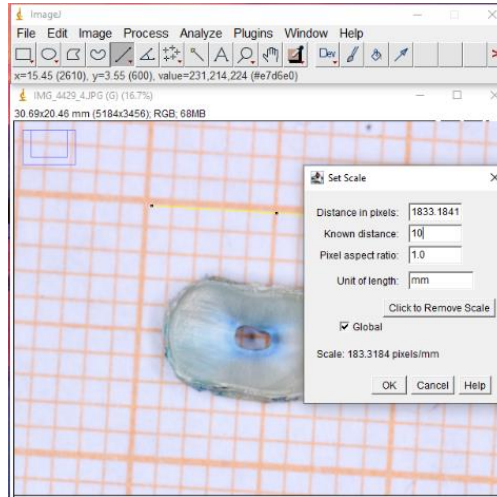 ImageJ
File Edit Image Process Analyze Plugins Window Help
A Dev
x=15.45 (2610), y=3.55 (600), value=231,214,224 (#e7d6e0)
IMG_4429_4.JPG (G) (16.7%)
30.69x20.46 mm (5184x3456); RGB; 68MB
Set Scale
Distance in pixels: 1833.1841
Known distance: 10
Pixel aspect ratio: 1.0
Unit of length: mm
Click to Remove Scale
Global
Scale: 183.3184 pixels/mm
OK Cancel Help